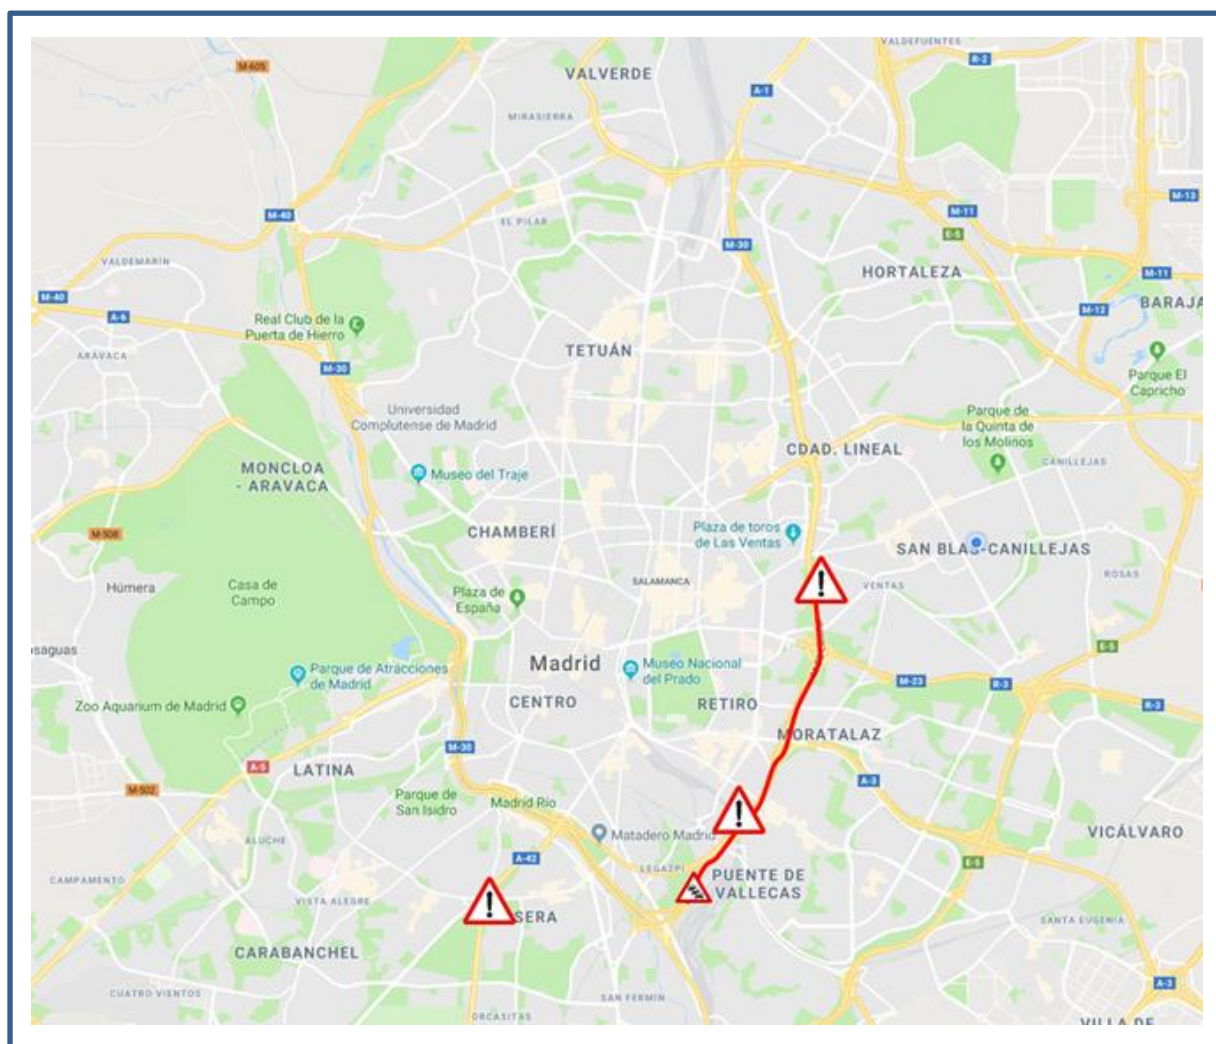 VALDEFUENTES
M-605
R-2
VALVERDE
A-1
MIRASIERRA
M-13
M-40
M-11
EL PILAR
E-5
M-30
VALDEMARÍN
HORTALEZA
M-11
M-40
A-6
M-12
BARAJA
Real Club de la
Puerta de Hierro
ARAVACA
TETUÁN
M-30
Parque El
Capricho
Universidad
Complutense de Madrid
Parque de
la Quinta de
los Molinos
CDAD. LINEAL
MONCLOA
- ARAVACA
Museo del Traje
CANILLEJAS
M-508
CHAMBERÍ
Plaza de toros
de Las Ventas
SAN BLAS-CANILLEJAS
Húmera
Casa de
Campo
Plaza de
España
SALAMANCA
VENTAS
ROSAS
osaguas
Parque de Atracciones
de Madrid
Madrid
Museo Nacional
del Prado
E-5
M-23
R-3
Zoo Aquarium de Madrid
CENTRO
RETIRO
R-3
MORATALAZ
M-30
A-5
LATINA
A-3
M-502
Parque de
San Isidro
Madrid Río
Matadero Madrid
VICÁLVARO
ALUCHE
A-42
LEGAZPI
E-5
CAMPAMENTO
PUENTE DE
VALLECAS
VISTA ALEGRE
SERA
SANTA EUGENIA
CARABANCHEL
A-3
CUATRO VIENTOS
SAN FERMIN
ORCASITAS
VILLA DE